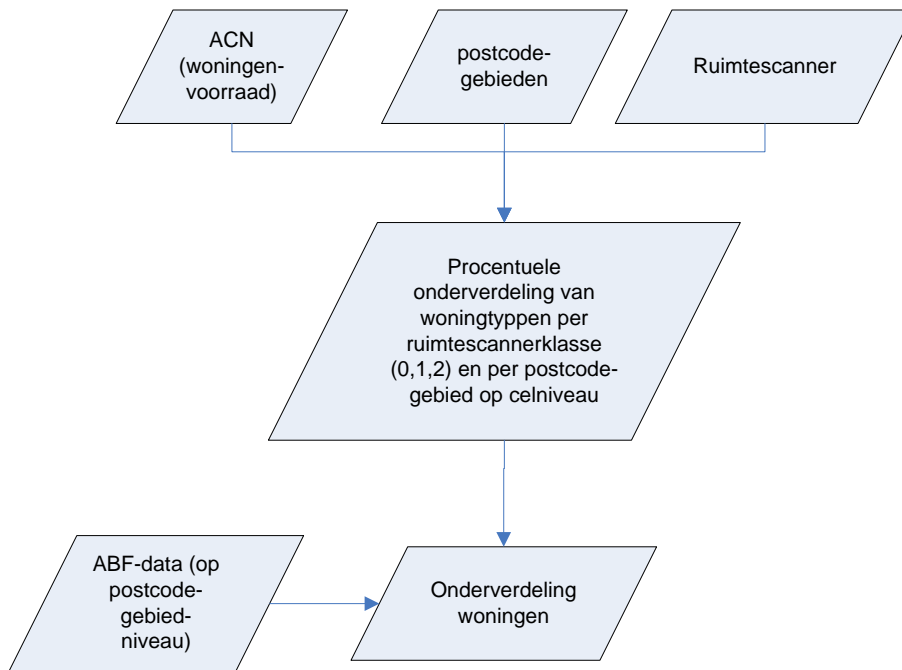 ACN
(woningen-
voorraad)
postcode-
gebieden
Ruimtescanner
Procentuele
onderverdeling van
woningtyppen per
ruimtescannerklasse
(0,1,2) en per postcode-
gebied op celniveau
ABF-data (op
postcode-
gebied-
niveau)
Onderverdeling
woningen